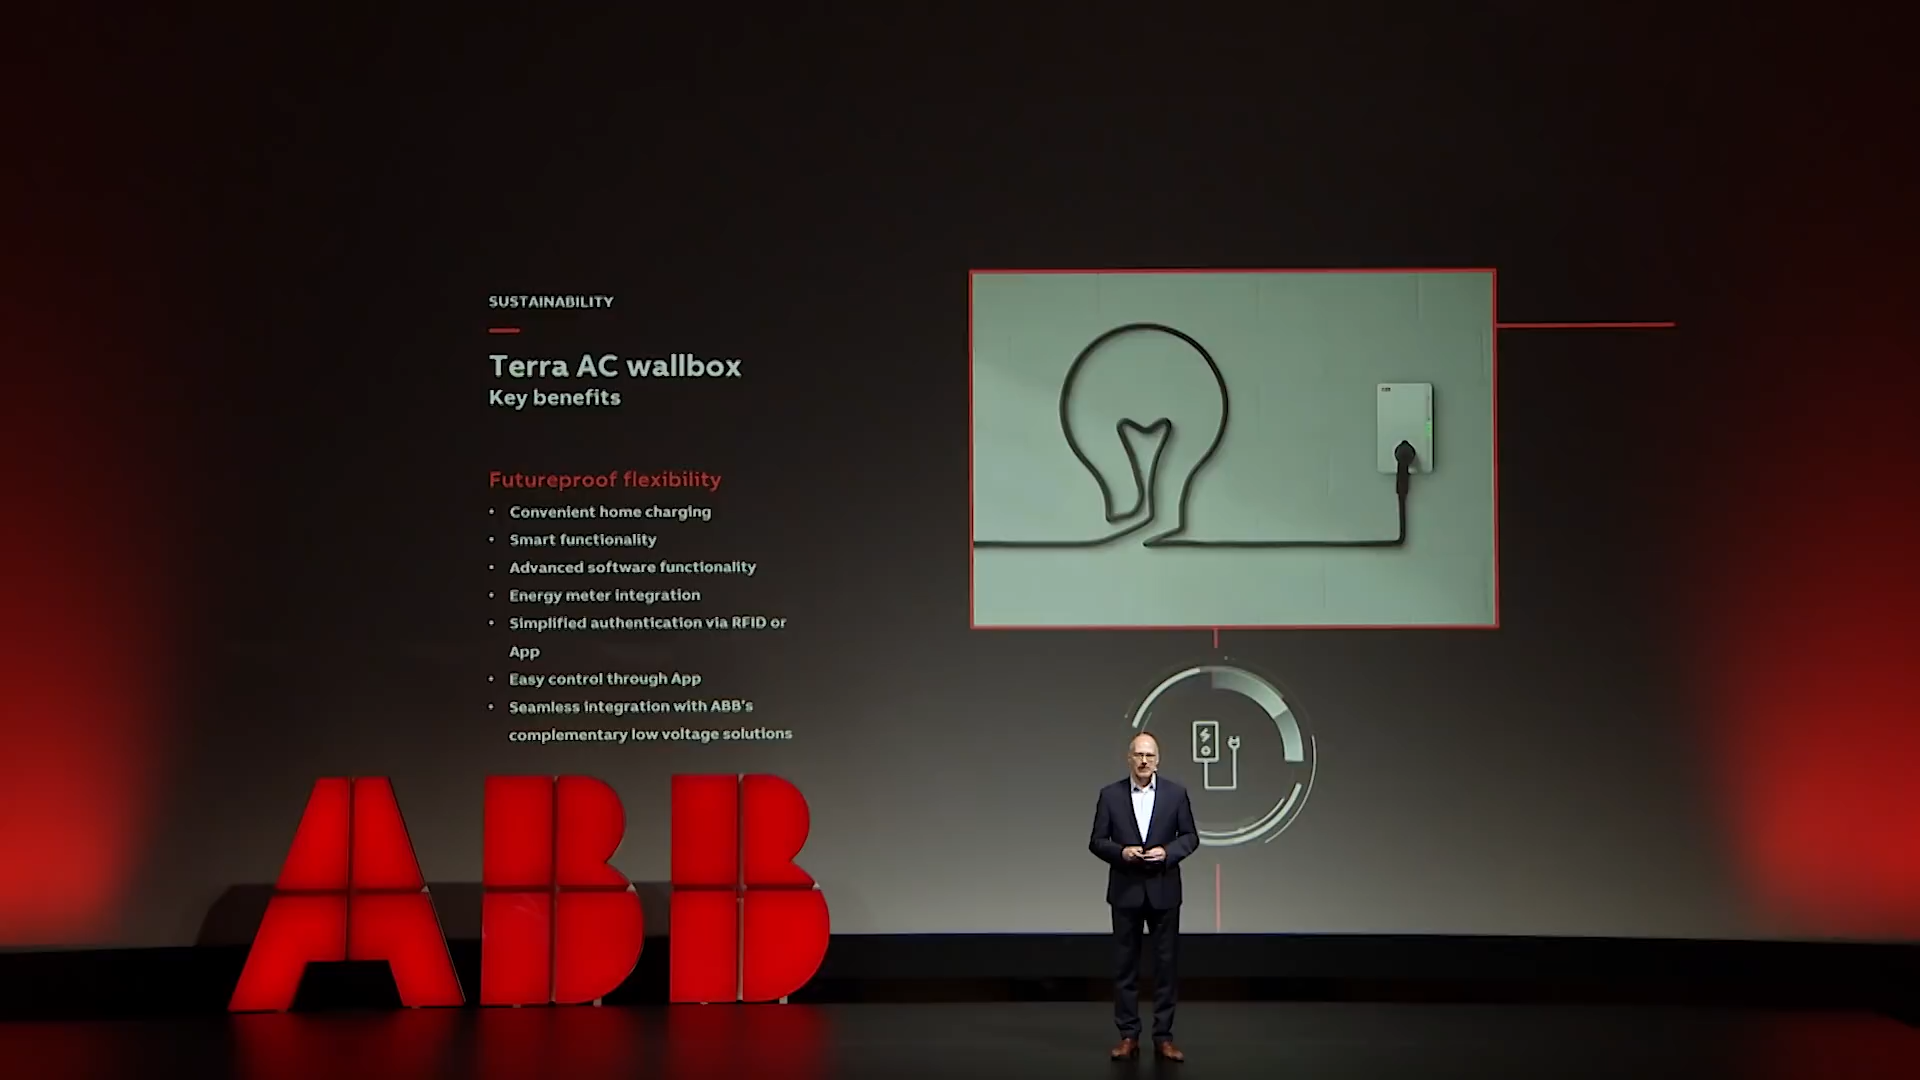 SUSTAINABILITY
Terra AC wallbox
Key benefits
Futureproof flexibility
• Convenient home charging
• Smart functionality
• Advanced software functionality
• Energy meter integration
• Simplified authentication via RFID or
App
• Easy control through App
• Seamless integration with ABB's
complementary low voltage solutions
ABB